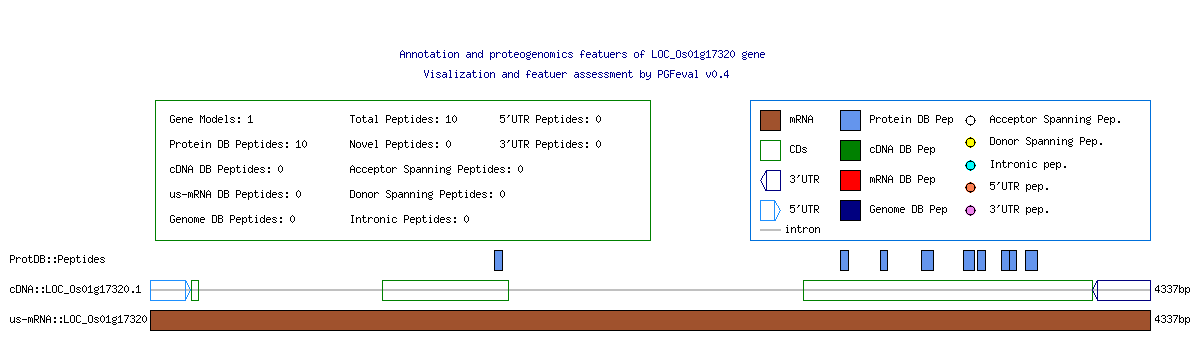 Annotation and proteogenomics featuers of LOC_Os01g17320 gene
Visalization and featuer assessment by PGFeval v0.4
Gene Models: 1 Total Peptides: 10 5'UTR Peptides: 0
Protein DB Peptides: 10 Novel Peptides: 0 3'UTR Peptides: 0
cDNA DB Peptides: 0 Acceptor Spanning Peptides: 0
us-mRNA DB Peptides: 0 Donor Spanning Peptides: 0
Genome DB Peptides: 0 Intronic Peptides: 0
mRNA Protein DB Pep Acceptor Spanning Pep.
CDs cDNA DB Pep Donor Spanning Pep.
3'UTR mRNA DB Pep Intronic pep.
5'UTR Genome DB Pep 5'UTR pep.
intron 3'UTR pep.
ProtDB::Peptides
cDNA::LOC_Os01g17320.1 4337bp
us-mRNA::LOC_Os01g17320 4337bp